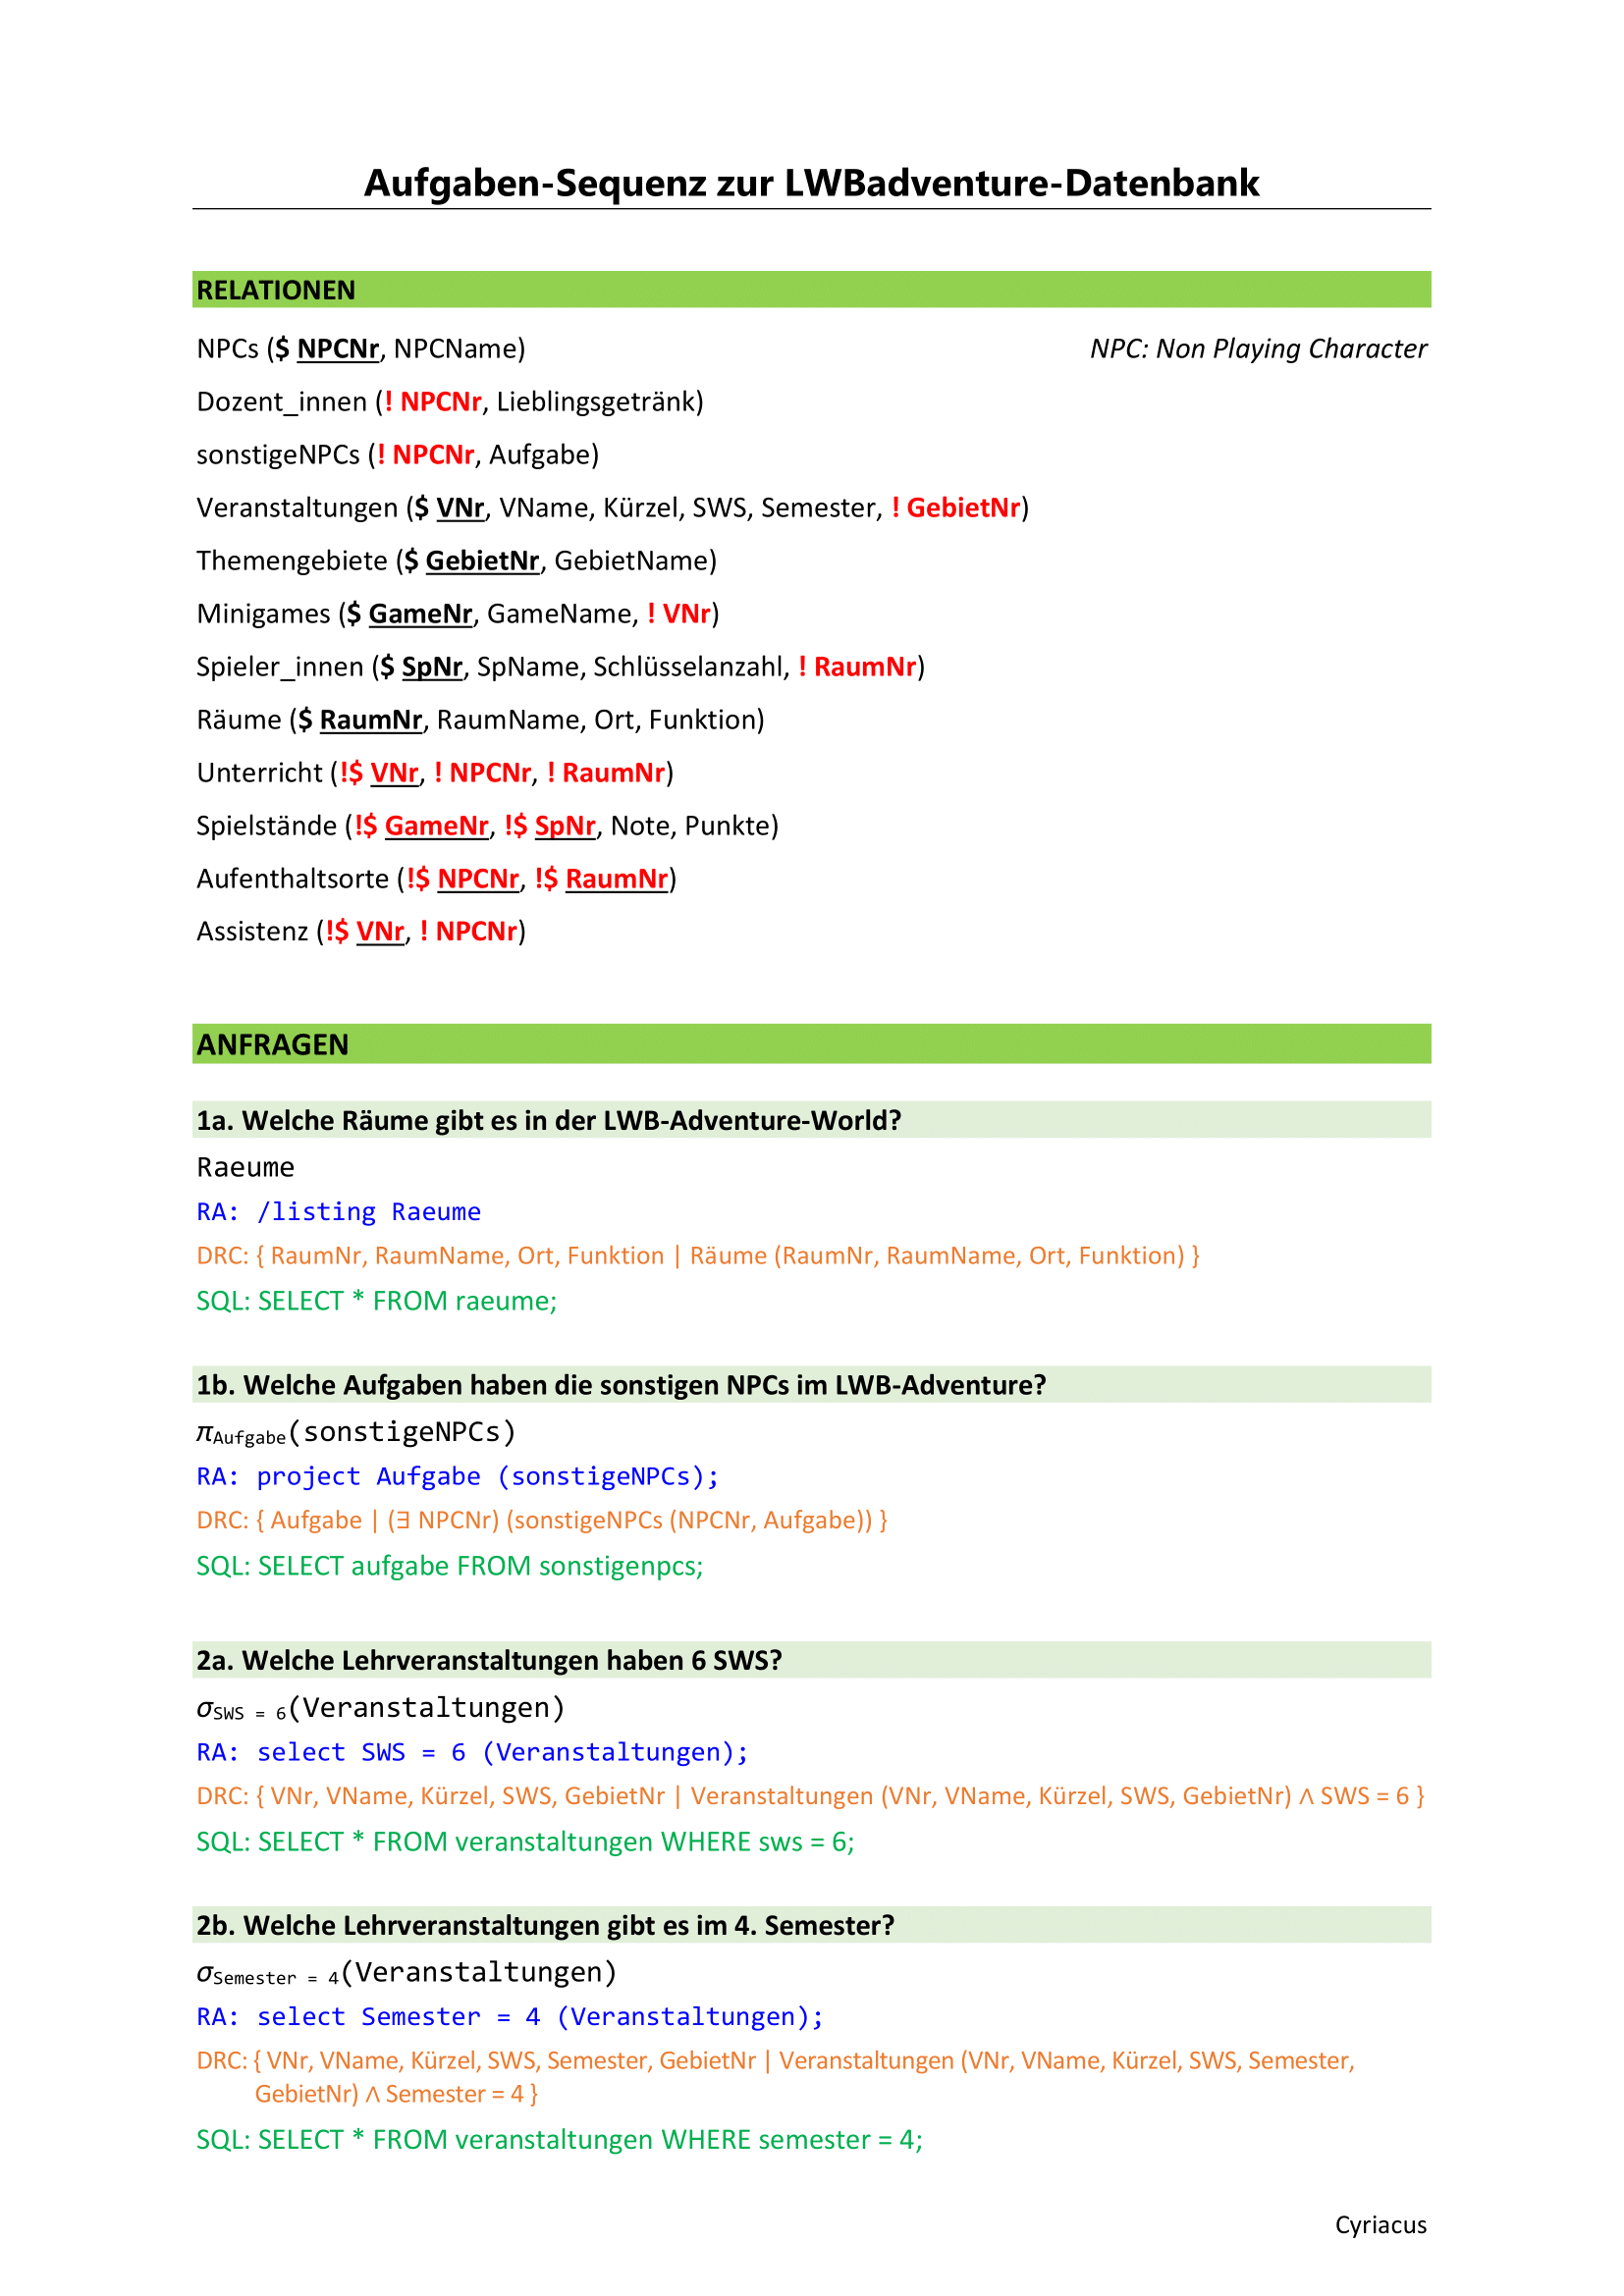 Aufgaben-Sequenz zur LWBadventure-Datenbank
RELATIONEN
NPCs ($ NPCNr, NPCName) NPC: Non Playing Character
Dozent_innen (! NPCNr, Lieblingsgetränk)
sonstigeNPCs (! NPCNr, Aufgabe)
Veranstaltungen ($ VNr, VName, Kürzel, SWS, Semester, ! GebietNr)
Themengebiete ($ GebietNr, GebietName)
Minigames ($ GameNr, GameName, ! VNr)
Spieler_innen ($ SpNr, SpName, Schlüsselanzahl, ! RaumNr)
Räume ($ RaumNr, RaumName, Ort, Funktion)
Unterricht (!$ VNr, ! NPCNr, ! RaumNr)
Spielstände (!$ GameNr, !$ SpNr, Note, Punkte)
Aufenthaltsorte (!$ NPCNr, !$ RaumNr)
Assistenz (!$ VNr, ! NPCNr)
ANFRAGEN
1a. Welche Räume gibt es in der LWB-Adventure-World?
Raeume
RA: /listing Raeume
DRC: { RaumNr, RaumName, Ort, Funktion | Räume (RaumNr, RaumName, Ort, Funktion) }
SQL: SELECT * FROM raeume;
1b. Welche Aufgaben haben die sonstigen NPCs im LWB-Adventure?
πAufgabe(sonstigeNPCs)
RA: project Aufgabe (sonstigeNPCs);
DRC: { Aufgabe | (∃ NPCNr) (sonstigeNPCs (NPCNr, Aufgabe)) }
SQL: SELECT aufgabe FROM sonstigenpcs;
2a. Welche Lehrveranstaltungen haben 6 SWS?
σSWS = 6(Veranstaltungen)
RA: select SWS = 6 (Veranstaltungen);
DRC: { VNr, VName, Kürzel, SWS, GebietNr | Veranstaltungen (VNr, VName, Kürzel, SWS, GebietNr) ∧ SWS = 6 }
SQL: SELECT * FROM veranstaltungen WHERE sws = 6;
2b. Welche Lehrveranstaltungen gibt es im 4. Semester?
σSemester = 4(Veranstaltungen)
RA: select Semester = 4 (Veranstaltungen);
DRC: { VNr, VName, Kürzel, SWS, Semester, GebietNr | Veranstaltungen (VNr, VName, Kürzel, SWS, Semester,
GebietNr) ∧ Semester = 4 }
SQL: SELECT * FROM veranstaltungen WHERE semester = 4;
Cyriacus